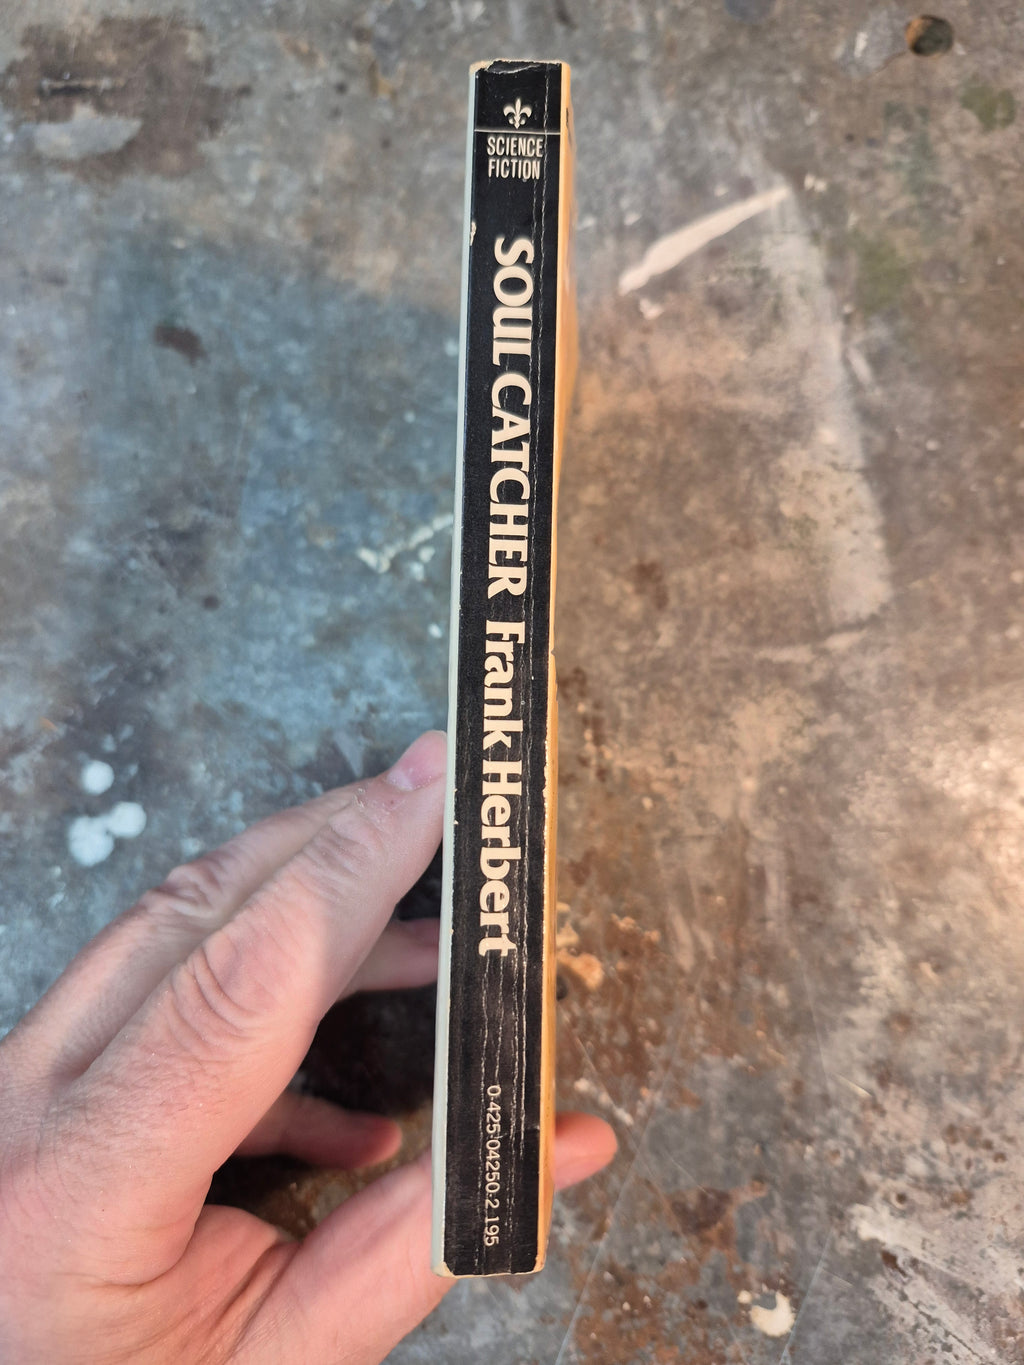 SCIENCE
FICTION
SOUL CATCHER Frank Herbert
0·425·04250·2 195